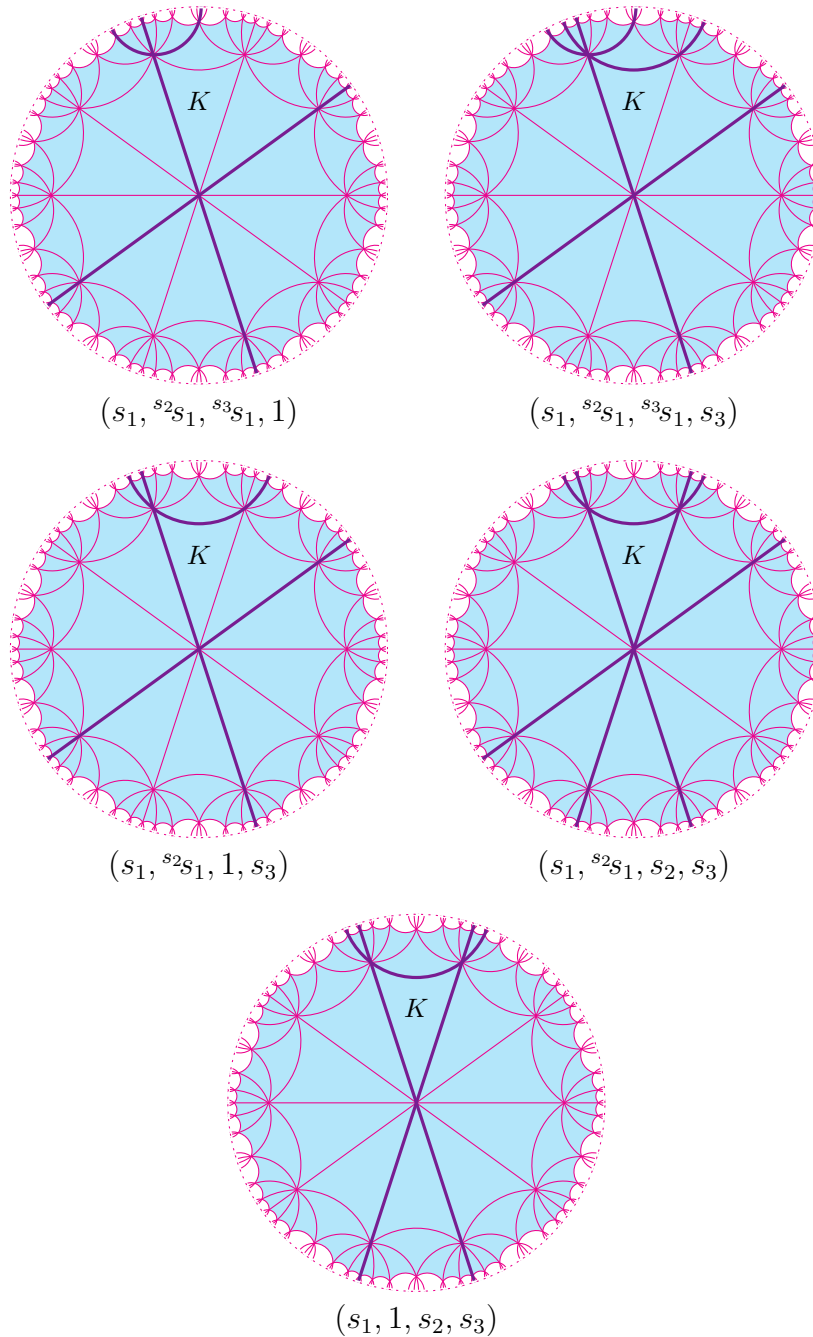 K K
(s₁, ˢ²s₁, ˢ³s₁, 1) (s₁, ˢ²s₁, ˢ³s₁, s₃)
K K
(s₁, ˢ²s₁, 1, s₃) (s₁, ˢ²s₁, s₂, s₃)
K
(s₁, 1, s₂, s₃)